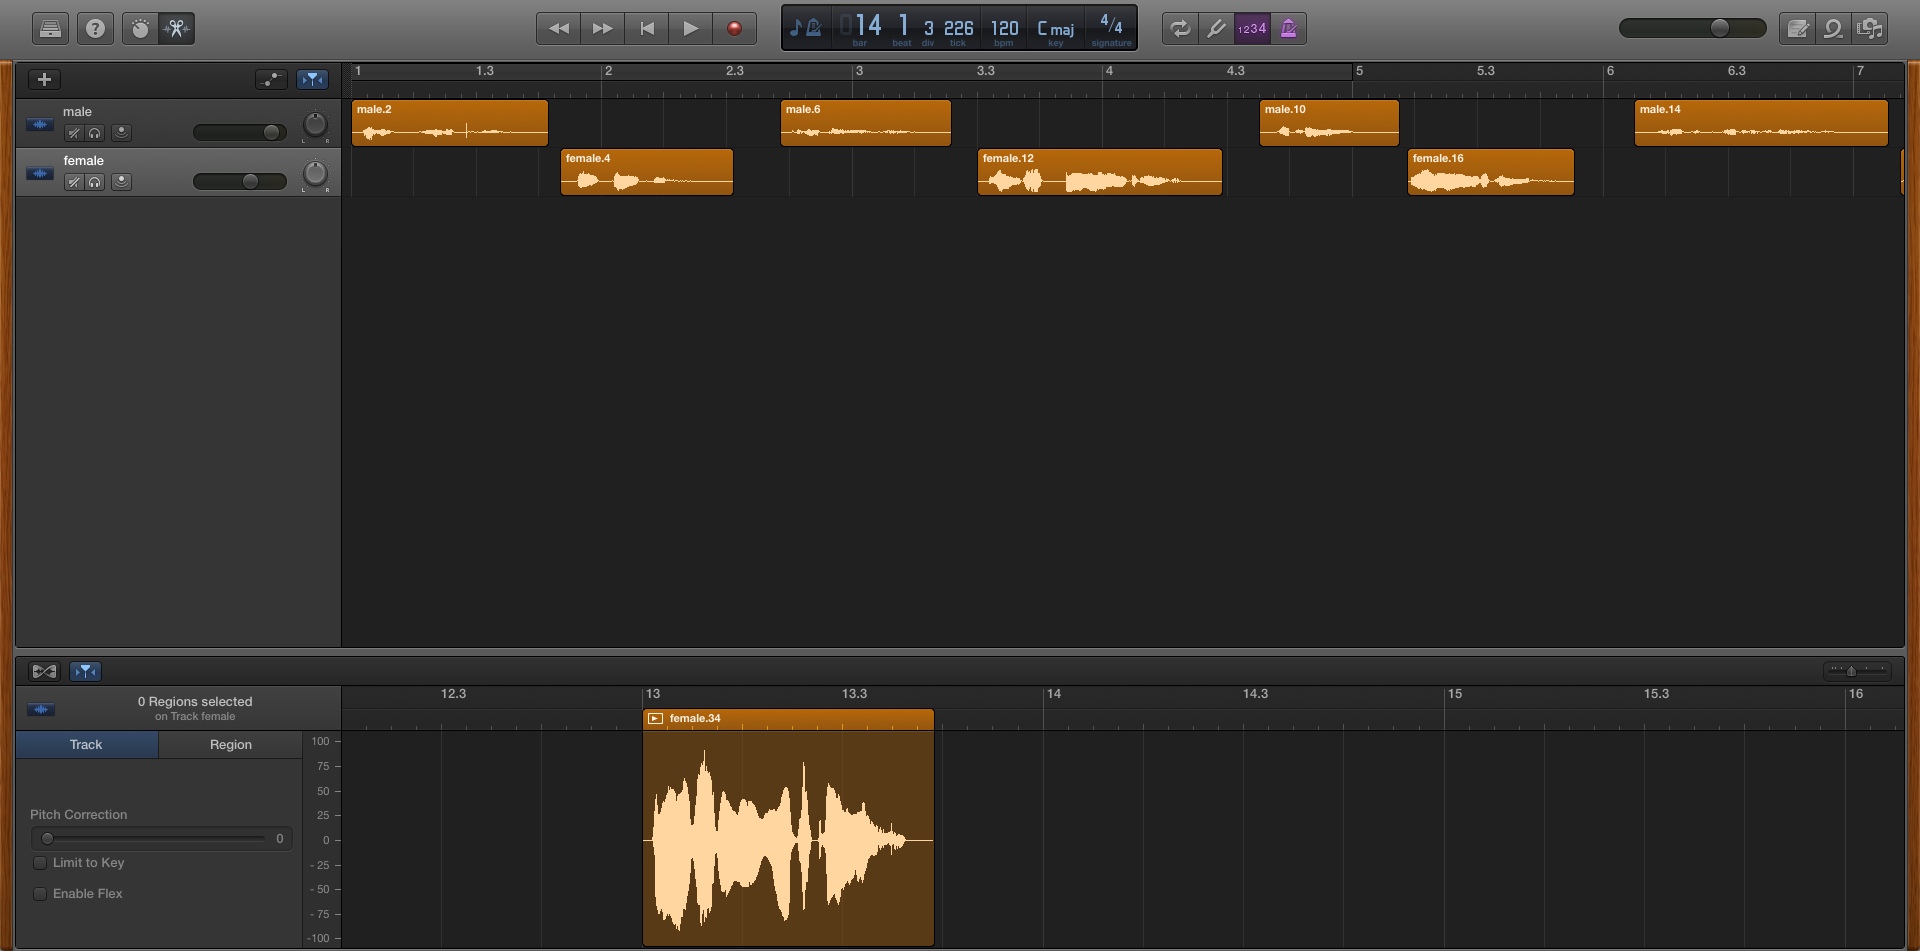 14 1 3 226 120 C maj 4/4
bar beat div tick bpm key signature
1234
1 1.3 2 2.3 3 3.3 4 4.3 5 5.3 6 6.3 7
male
male.2 male.6 male.10 male.14
L R
female
female.4 female.12 female.16
L R
0 Regions selected
on Track female
12.3 13 13.3 14 14.3 15 15.3 16
female.34
Track Region
Pitch Correction
0
Limit to Key
Enable Flex
100
75
50
25
0
- 25
- 50
- 75
-100